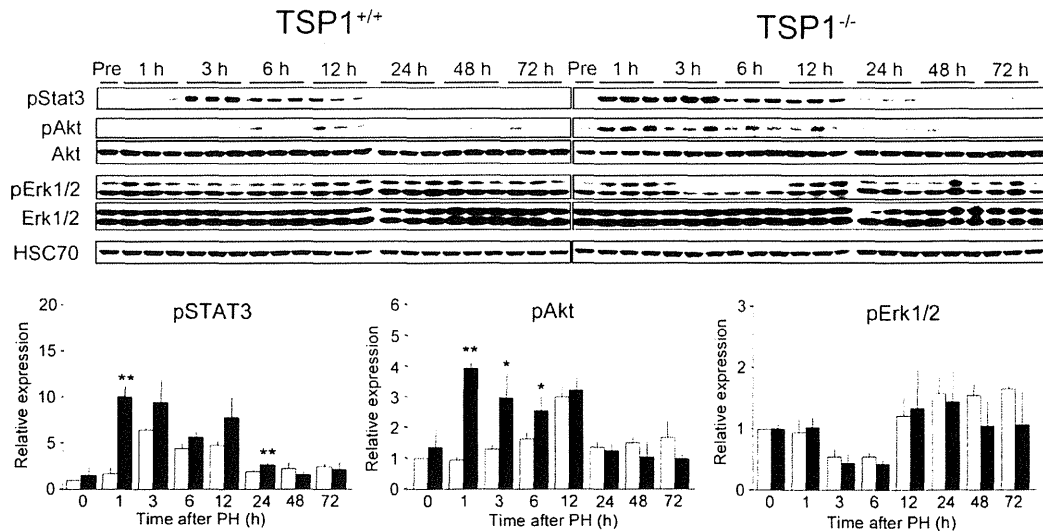 TSP1+/+ TSP1-/-
Pre 1 h 3 h 6 h 12 h 24 h 48 h 72 h Pre 1 h 3 h 6 h 12 h 24 h 48 h 72 h
pStat3
pAkt
Akt
pErk1/2
Erk1/2
HSC70
pSTAT3
Relative expression
20
15
10
5
0
** **
0 1 3 6 12 24 48 72
Time after PH (h)
pAkt
Relative expression
6
5
4
3
2
1
0
** * *
0 1 3 6 12 24 48 72
Time after PH (h)
pErk1/2
Relative expression
3
2
1
0
0 1 3 6 12 24 48 72
Time after PH (h)